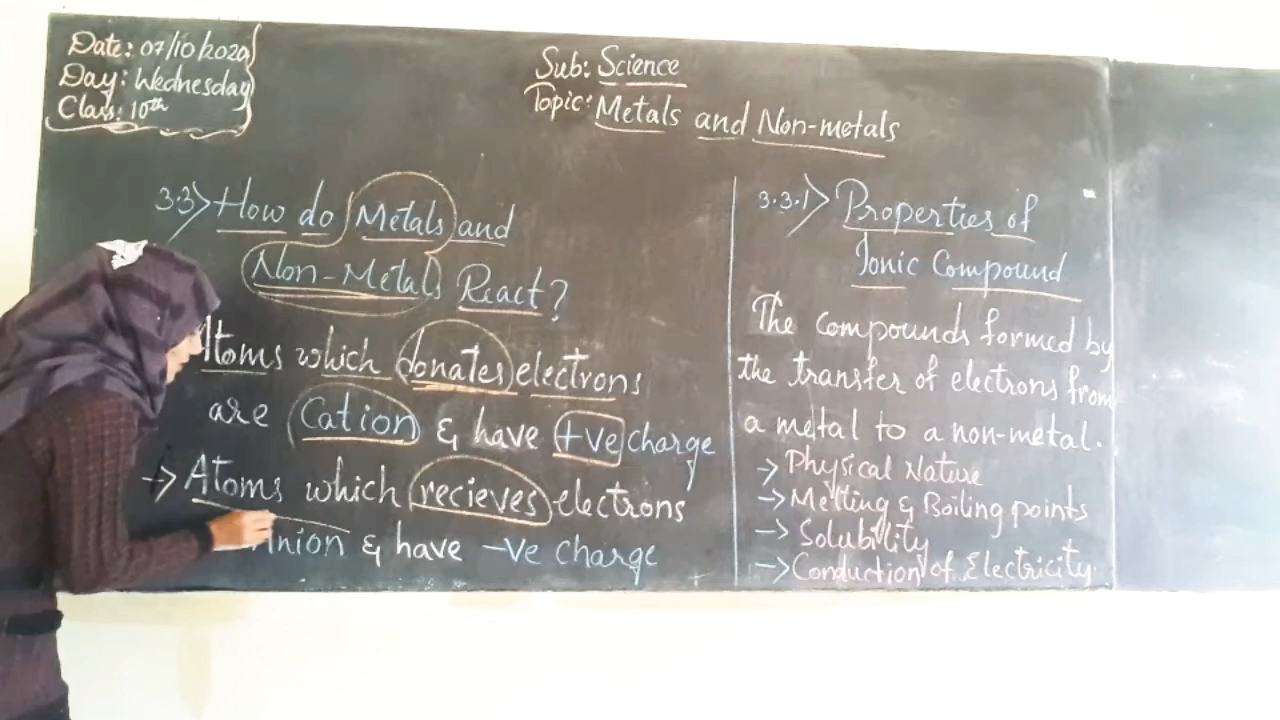 Date: 07/10/2020
Day: Wednesday
Class: 10th
Sub: Science
Topic: Metals and Non-metals
3.3> How do Metals and
Non-Metals React?
Atoms which donates electrons
are Cation & have +ve charge
-> Atoms which recieves electrons
Anion & have -ve charge
3.3.1> Properties of
Ionic Compound
The compounds formed by
the transfer of electrons from
a metal to a non-metal.
-> Physical Nature
-> Melting & Boiling points
-> Solubility
-> Conduction of Electricity.